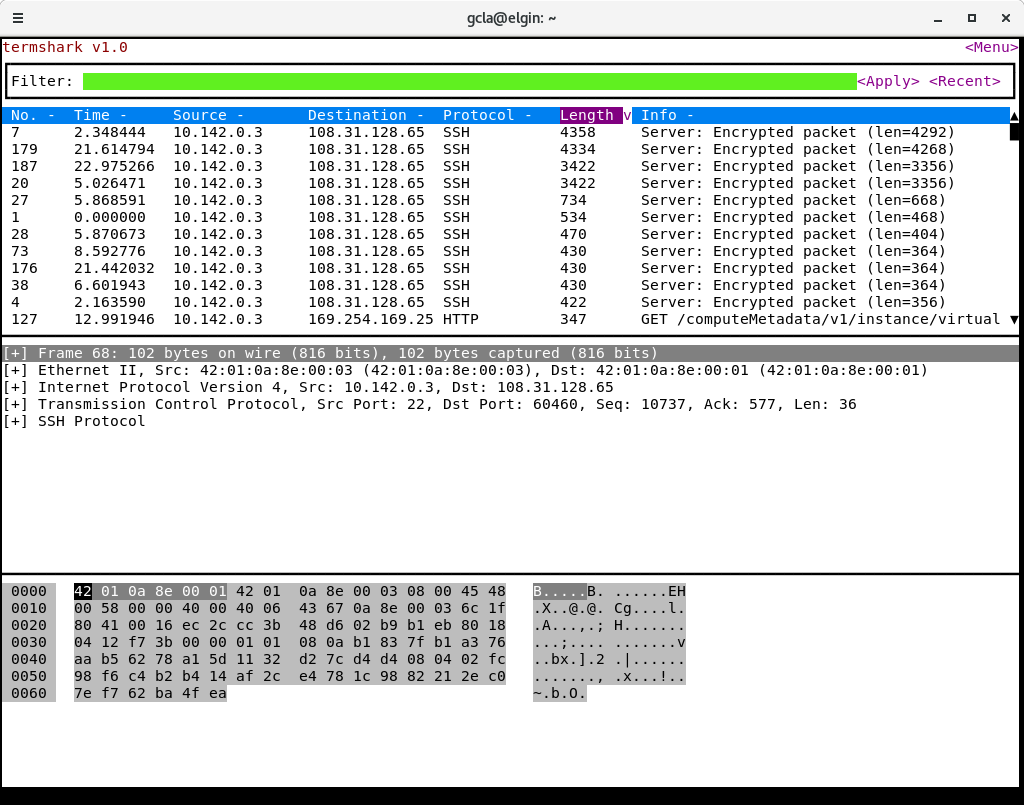 gcla@elgin: ~
termshark v1.0 <Menu>
Filter: <Apply> <Recent>
No. - Time - Source - Destination - Protocol - Length v Info -
7 2.348444 10.142.0.3 108.31.128.65 SSH 4358 Server: Encrypted packet (len=4292)
179 21.614794 10.142.0.3 108.31.128.65 SSH 4334 Server: Encrypted packet (len=4268)
187 22.975266 10.142.0.3 108.31.128.65 SSH 3422 Server: Encrypted packet (len=3356)
20 5.026471 10.142.0.3 108.31.128.65 SSH 3422 Server: Encrypted packet (len=3356)
27 5.868591 10.142.0.3 108.31.128.65 SSH 734 Server: Encrypted packet (len=668)
1 0.000000 10.142.0.3 108.31.128.65 SSH 534 Server: Encrypted packet (len=468)
28 5.870673 10.142.0.3 108.31.128.65 SSH 470 Server: Encrypted packet (len=404)
73 8.592776 10.142.0.3 108.31.128.65 SSH 430 Server: Encrypted packet (len=364)
176 21.442032 10.142.0.3 108.31.128.65 SSH 430 Server: Encrypted packet (len=364)
38 6.601943 10.142.0.3 108.31.128.65 SSH 430 Server: Encrypted packet (len=364)
4 2.163590 10.142.0.3 108.31.128.65 SSH 422 Server: Encrypted packet (len=356)
127 12.991946 10.142.0.3 169.254.169.25 HTTP 347 GET /computeMetadata/v1/instance/virtual
[+] Frame 68: 102 bytes on wire (816 bits), 102 bytes captured (816 bits)
[+] Ethernet II, Src: 42:01:0a:8e:00:03 (42:01:0a:8e:00:03), Dst: 42:01:0a:8e:00:01 (42:01:0a:8e:00:01)
[+] Internet Protocol Version 4, Src: 10.142.0.3, Dst: 108.31.128.65
[+] Transmission Control Protocol, Src Port: 22, Dst Port: 60460, Seq: 10737, Ack: 577, Len: 36
[+] SSH Protocol
0000 42 01 0a 8e 00 01 42 01 0a 8e 00 03 08 00 45 48 B.....B. ......EH
0010 00 58 00 00 40 00 40 06 43 67 0a 8e 00 03 6c 1f .X..@.@. Cg....l.
0020 80 41 00 16 ec 2c cc 3b 48 d6 02 b9 b1 eb 80 18 .A...,.; H.......
0030 04 12 f7 3b 00 00 01 01 08 0a b1 83 7f b1 a3 76 ...;.... .......v
0040 aa b5 62 78 a1 5d 11 32 d2 7c d4 d4 08 04 02 fc ..bx.].2 .|......
0050 98 f6 c4 b2 b4 14 af 2c e4 78 1c 98 82 21 2e c0 ......., .x...!..
0060 7e f7 62 ba 4f ea ~.b.O.